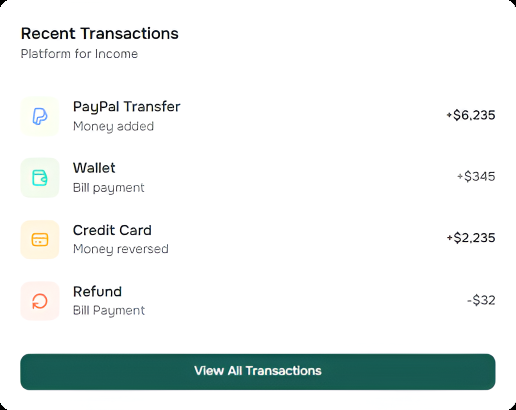 Recent Transactions
Platform for Income
PayPal Transfer
Money added
+$6,235
Wallet
Bill payment
+$345
Credit Card
Money reversed
+$2,235
Refund
Bill Payment
-$32
View All Transactions